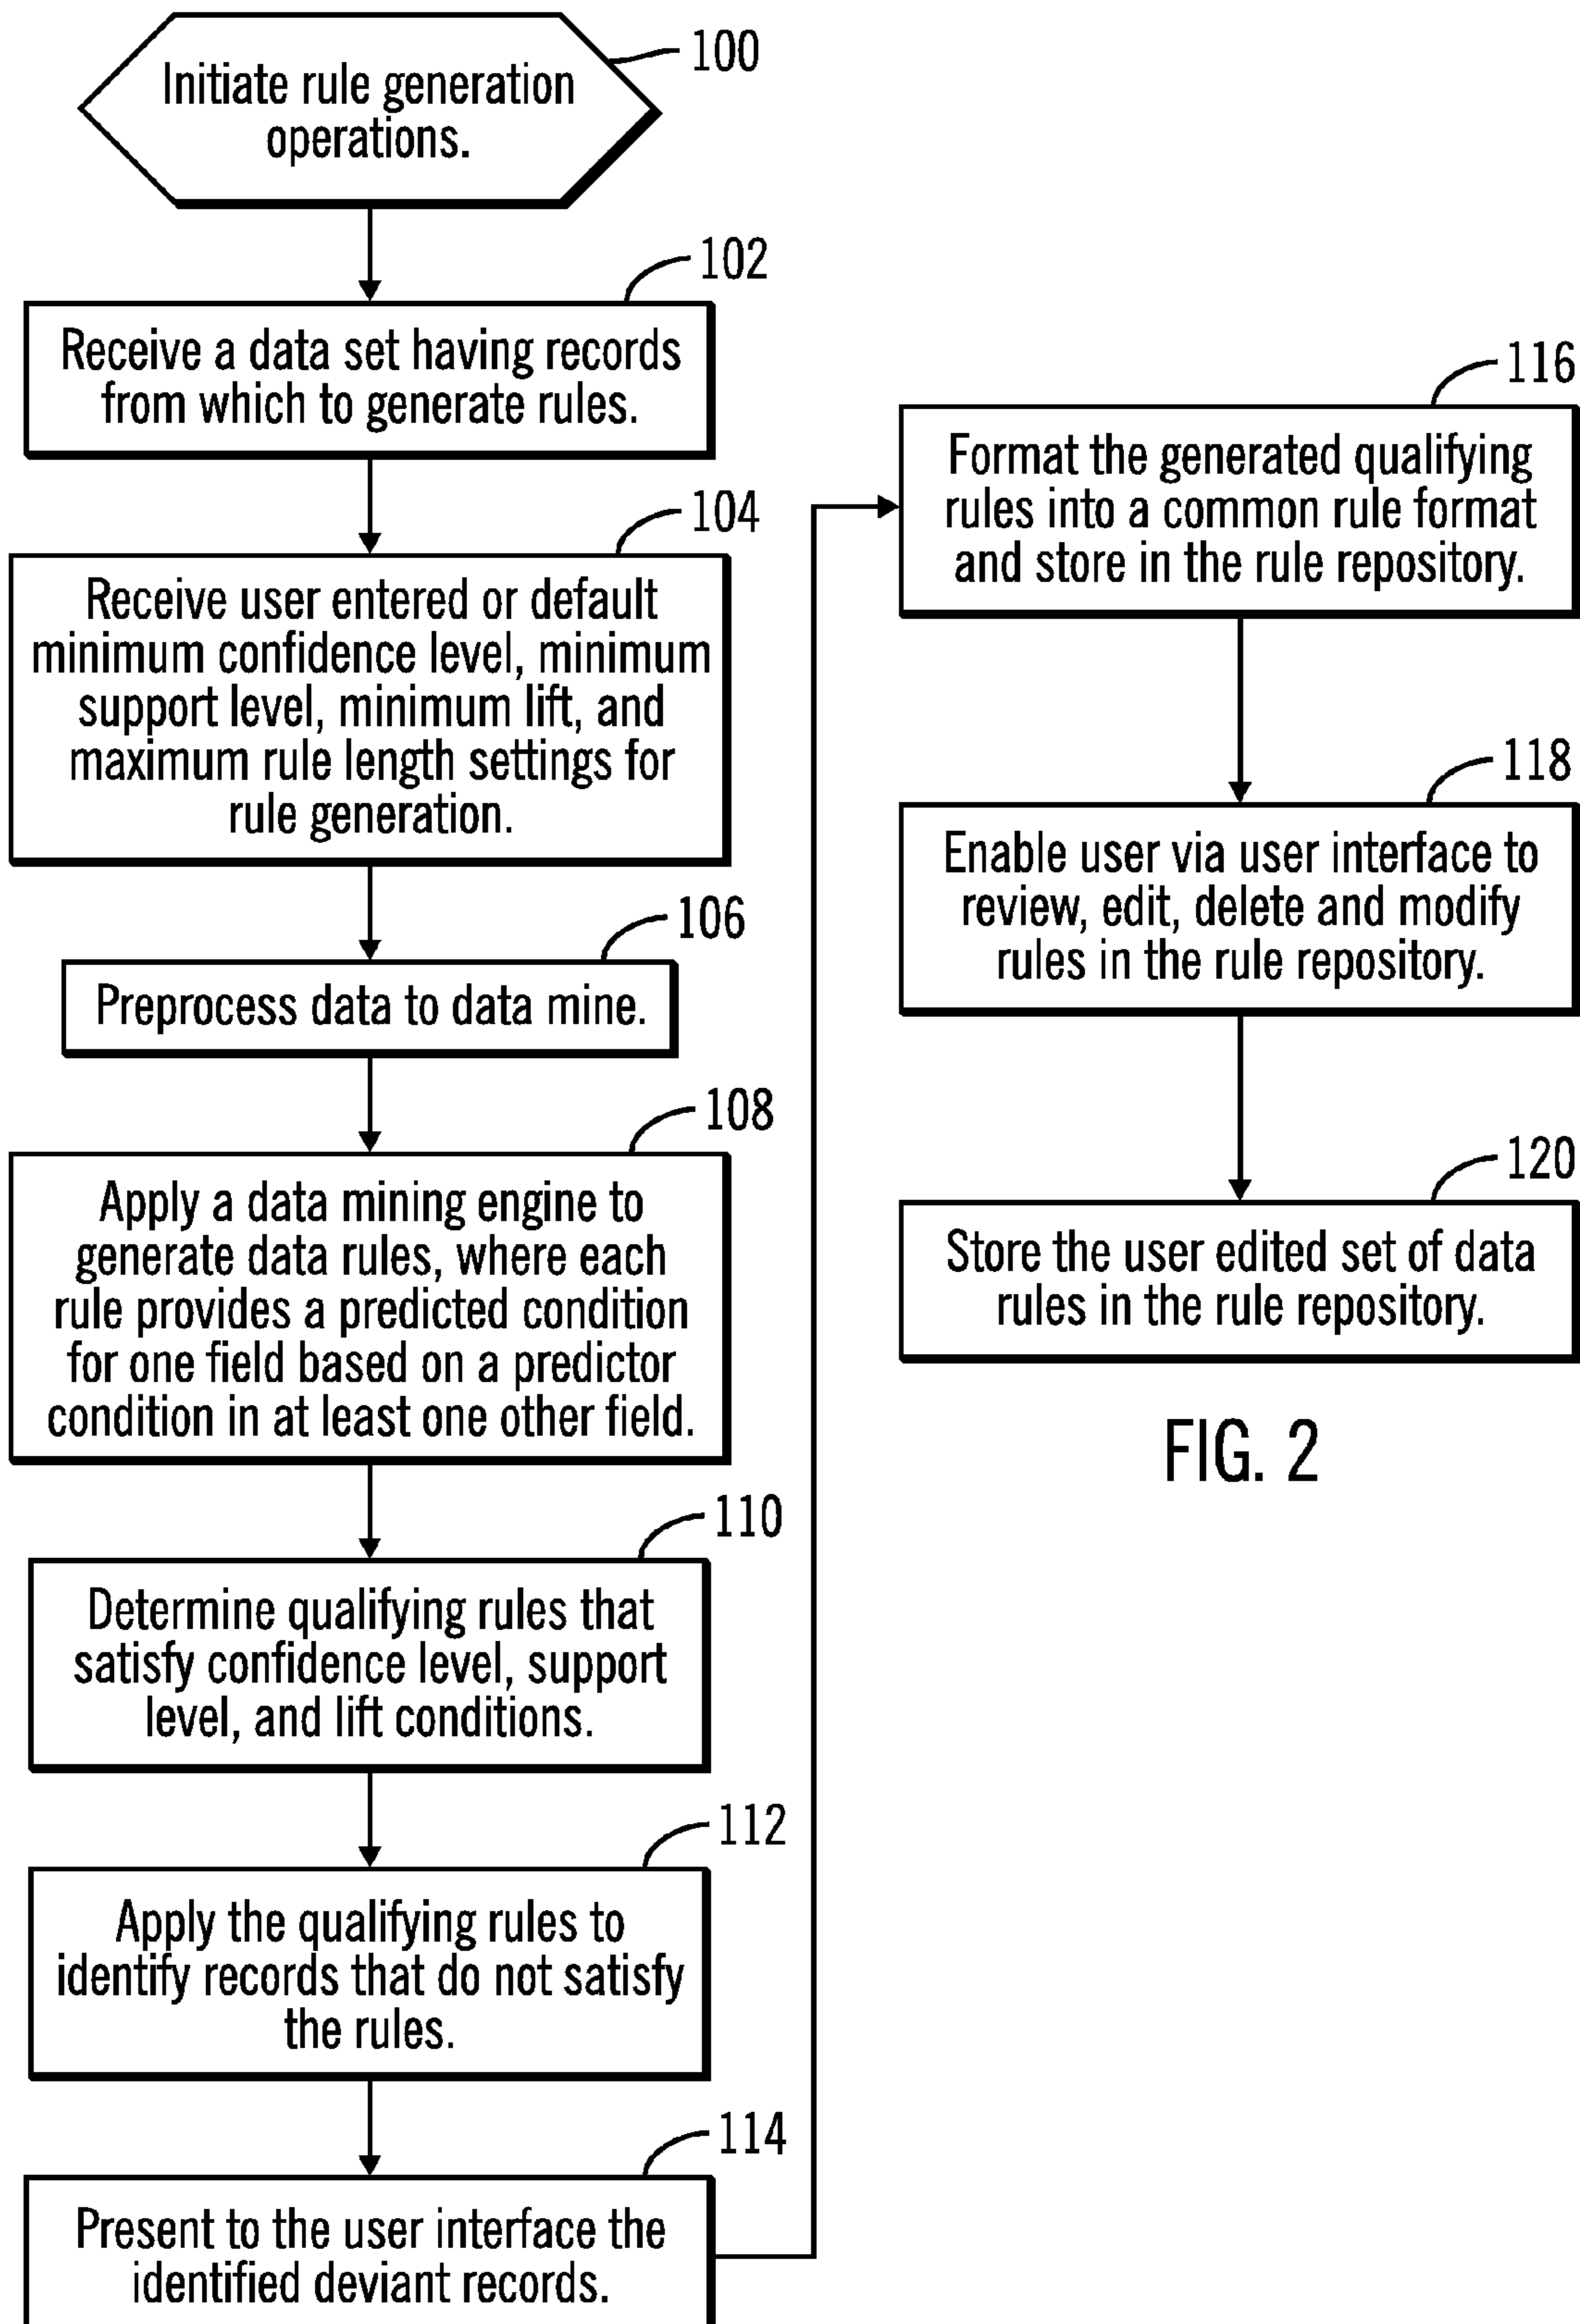 100
Initiate rule generation
operations.
102
Receive a data set having records
from which to generate rules.
104
Receive user entered or default
minimum confidence level, minimum
support level, minimum lift, and
maximum rule length settings for
rule generation.
106
Preprocess data to data mine.
108
Apply a data mining engine to
generate data rules, where each
rule provides a predicted condition
for one field based on a predictor
condition in at least one other field.
110
Determine qualifying rules that
satisfy confidence level, support
level, and lift conditions.
112
Apply the qualifying rules to
identify records that do not satisfy
the rules.
114
Present to the user interface the
identified deviant records.
116
Format the generated qualifying
rules into a common rule format
and store in the rule repository.
118
Enable user via user interface to
review, edit, delete and modify
rules in the rule repository.
120
Store the user edited set of data
rules in the rule repository.
FIG. 2